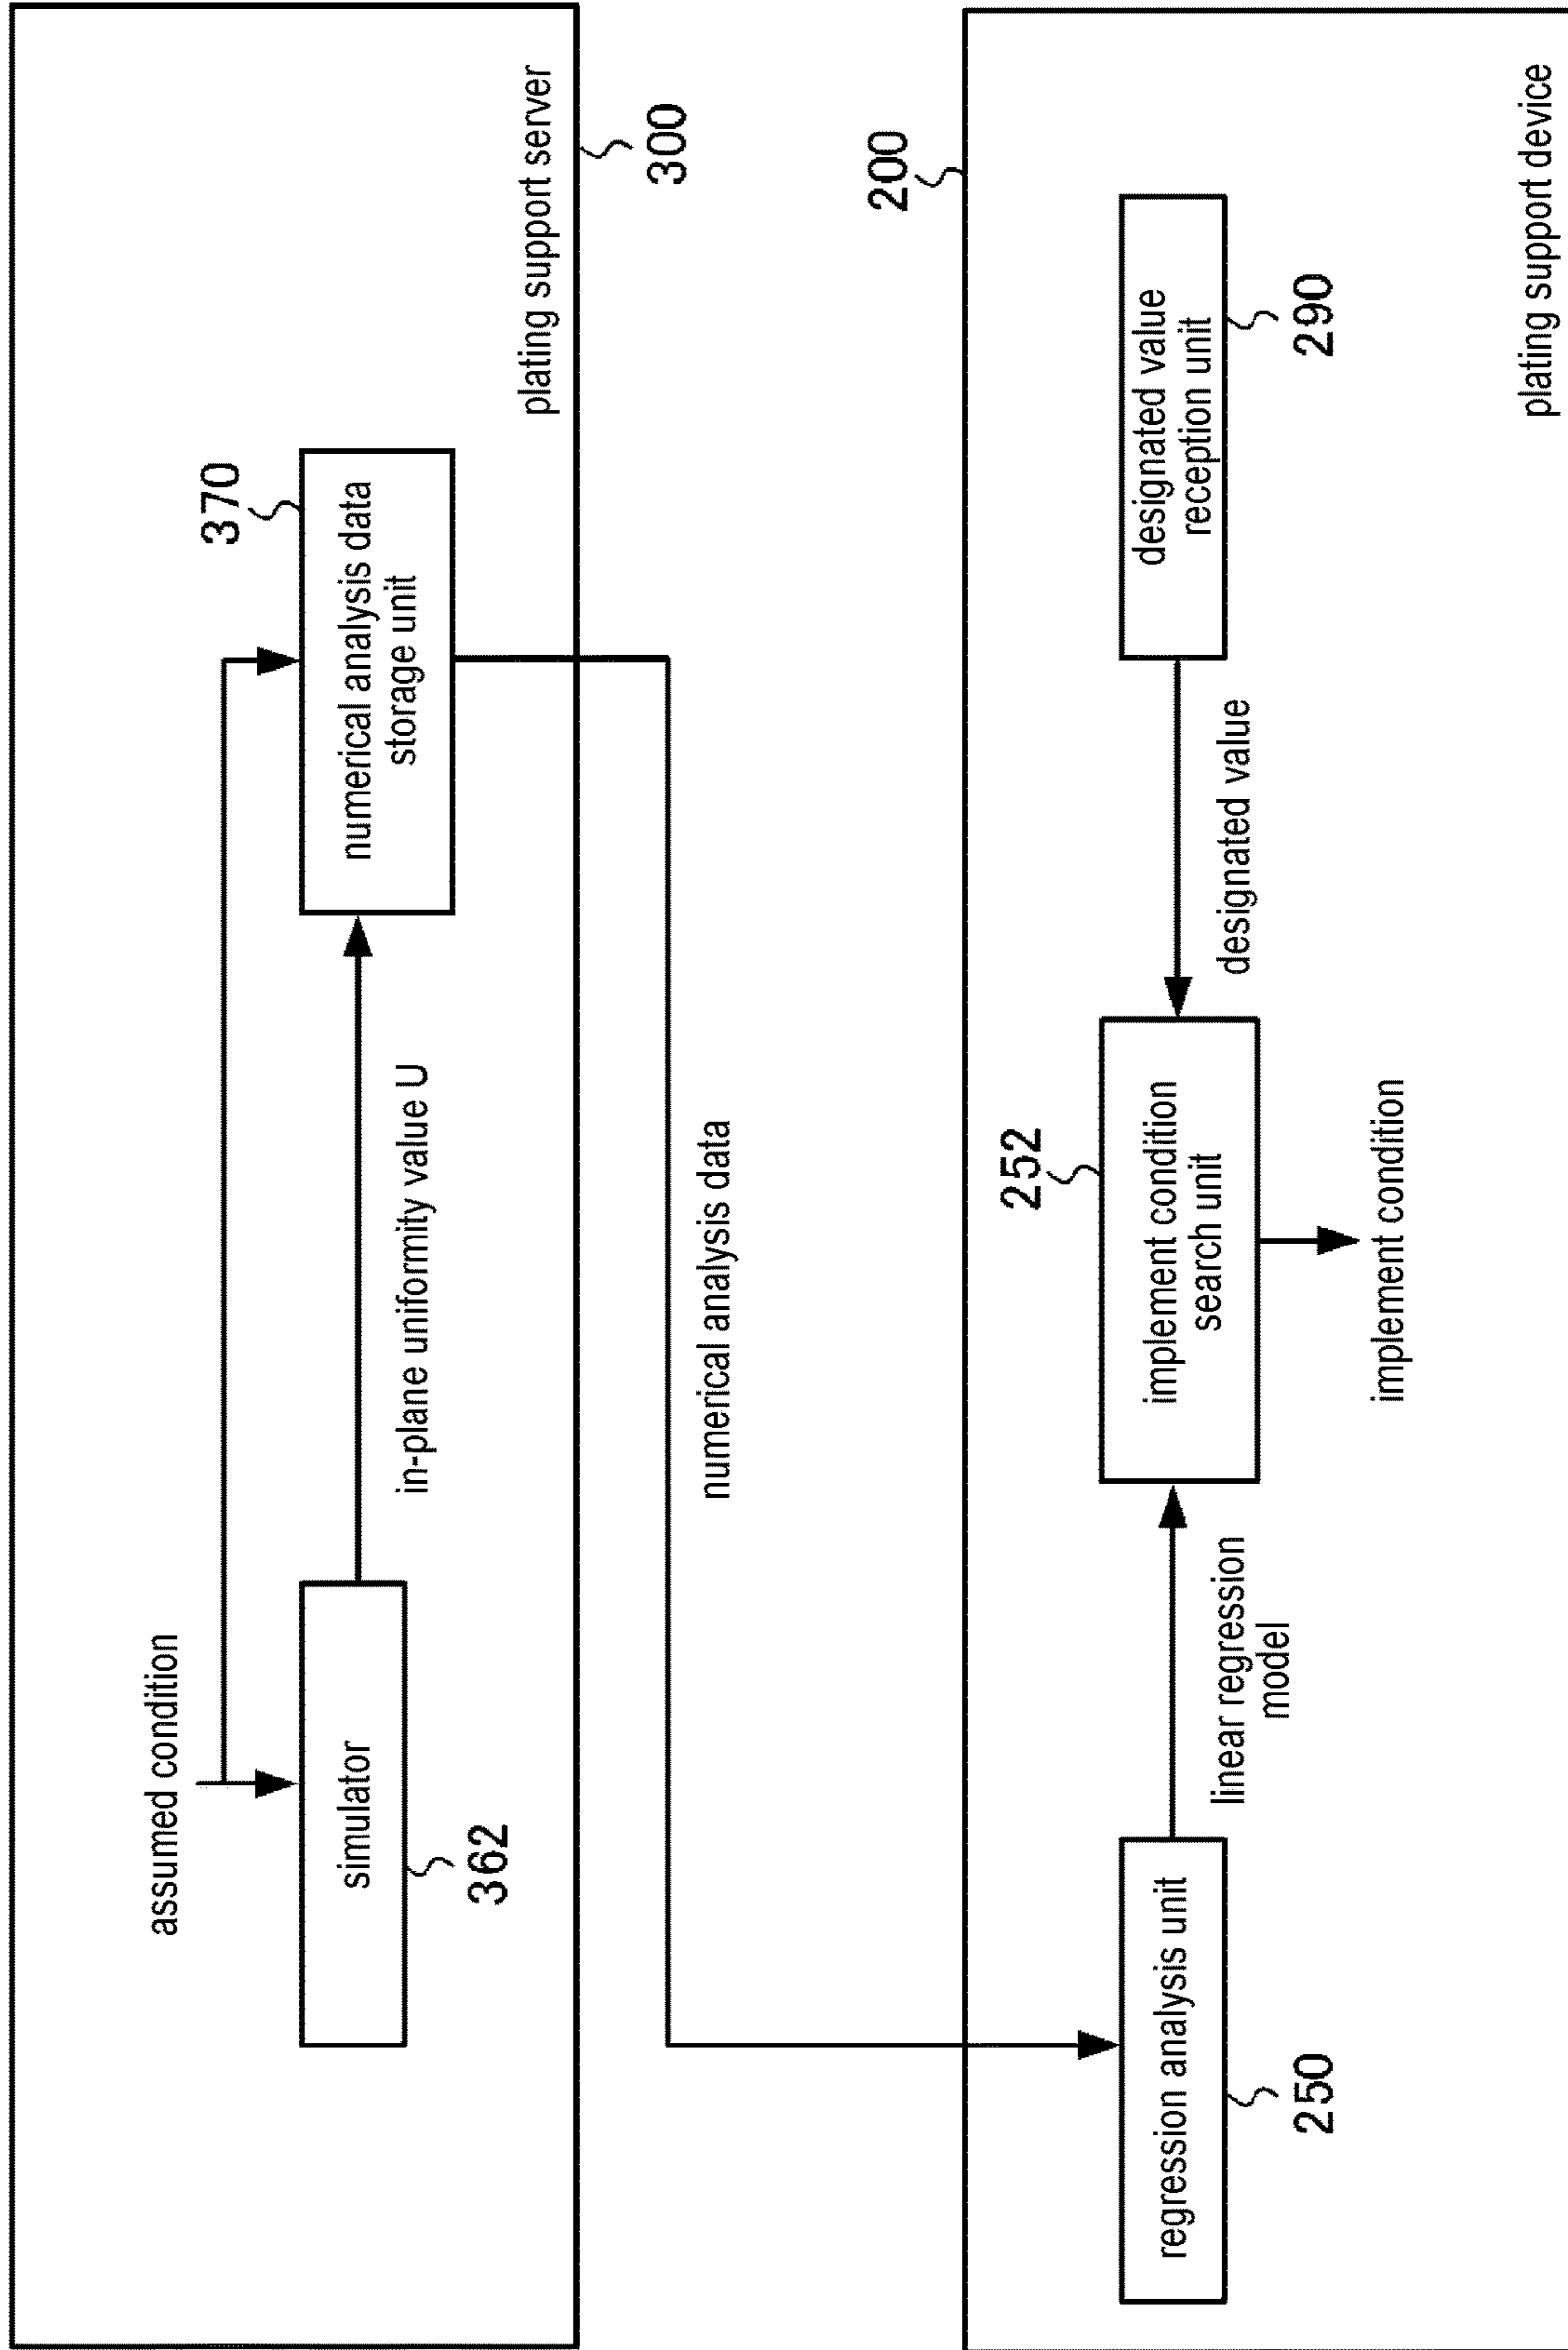 assumed condition
simulator
362
in-plane uniformity value U
370
numerical analysis data
storage unit
plating support server
300
numerical analysis data
200
regression analysis unit
250
linear regression
model
252
implement condition
search unit
implement condition
designated value
designated value
reception unit
290
plating support device